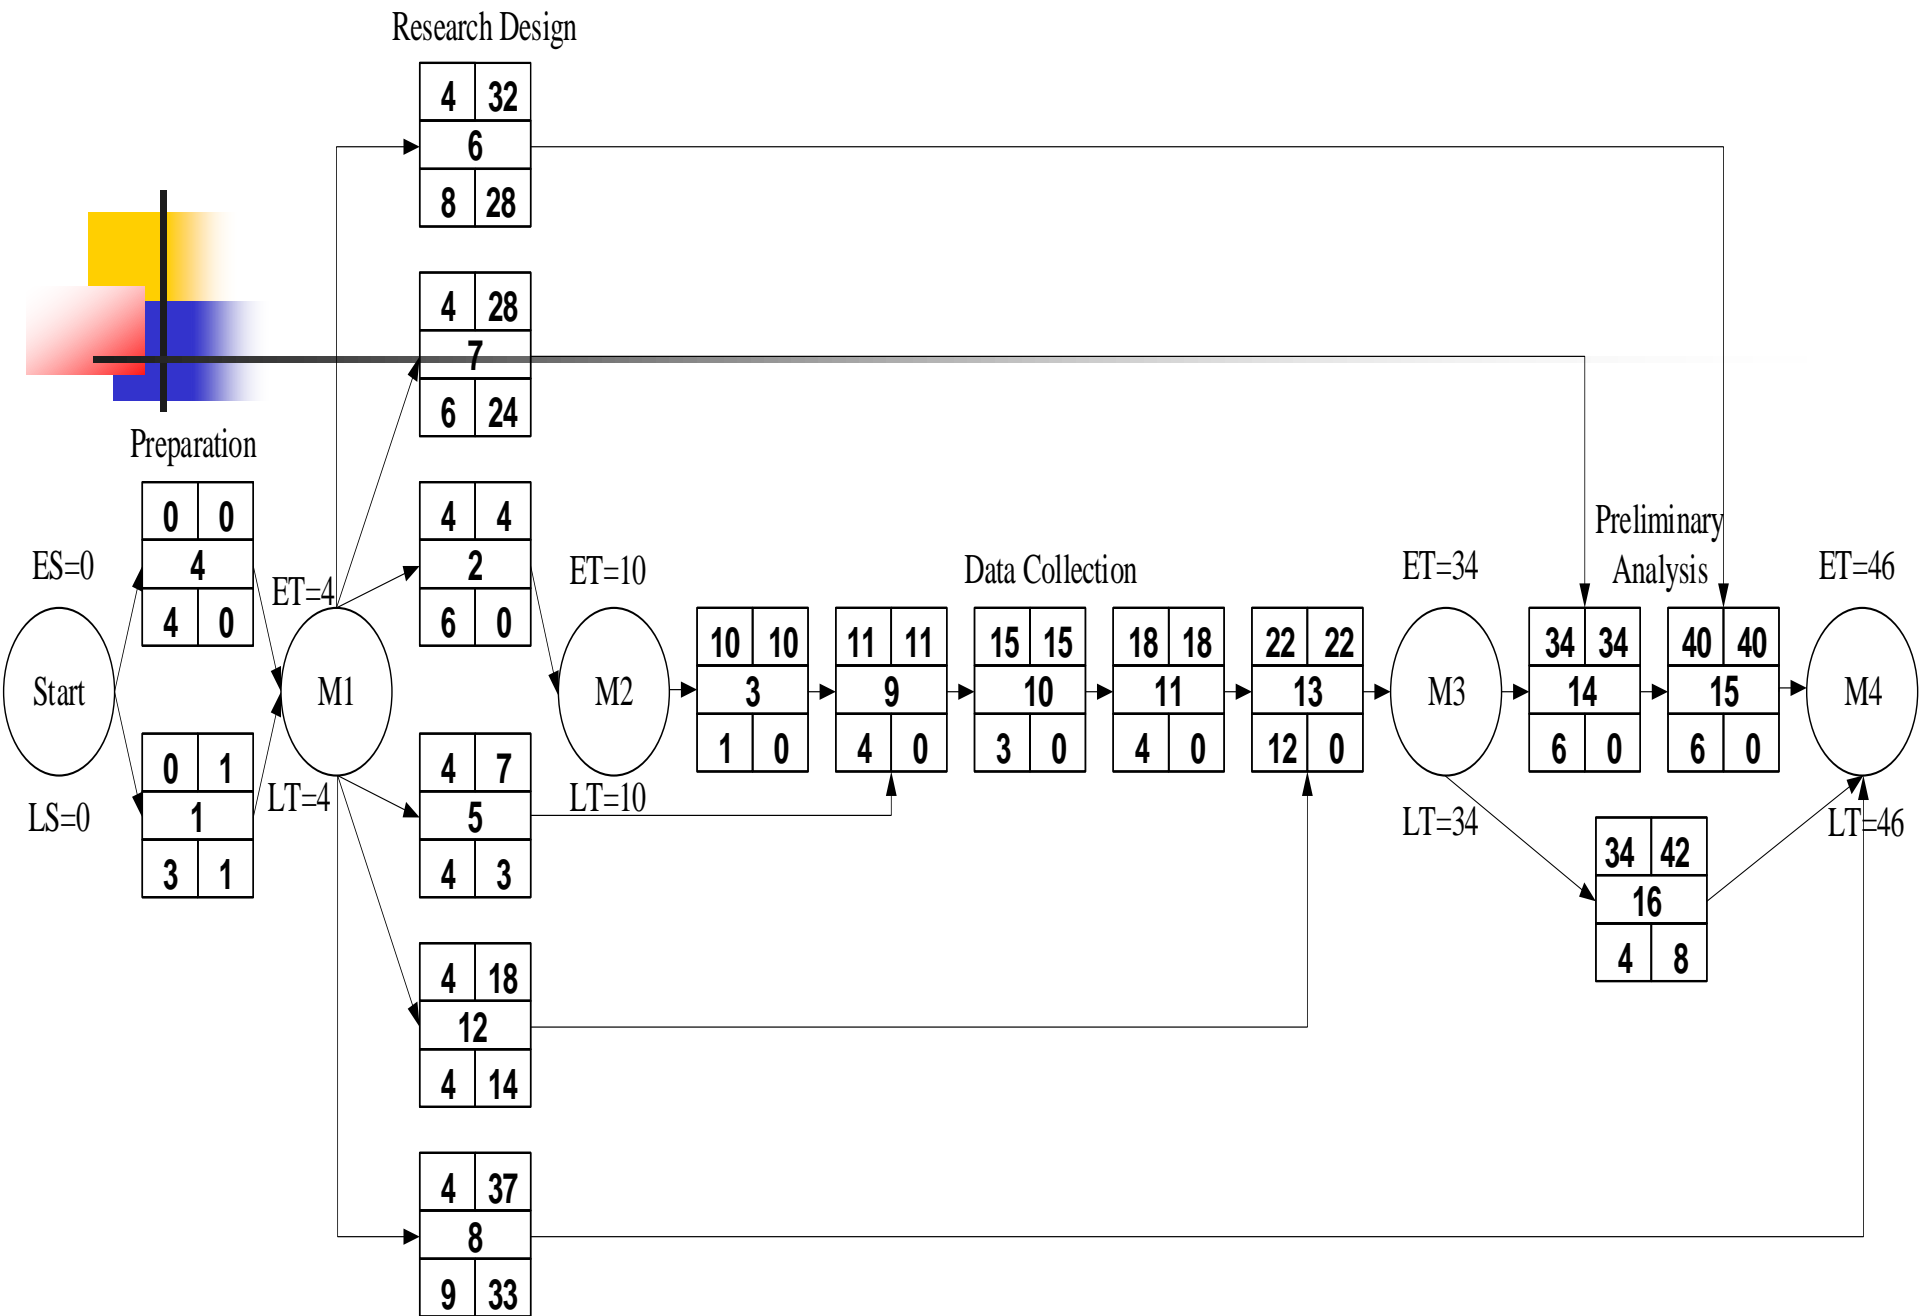 Research Design
4 32
6
8 28
4 28
7
6 24
Preparation
0 0
4
4 0
ES=0
Start
LS=0
0 1
1
3 1
ET=4
M1
LT=4
4 4
2
6 0
4 7
5
4 3
4 18
12
4 14
4 37
8
9 33
ET=10
M2
LT=10
Data Collection
10 10
3
1 0
11 11
9
4 0
15 15
10
3 0
18 18
11
4 0
22 22
13
12 0
ET=34
M3
LT=34
Preliminary
Analysis
34 34
14
6 0
40 40
15
6 0
34 42
16
4 8
ET=46
M4
LT=46